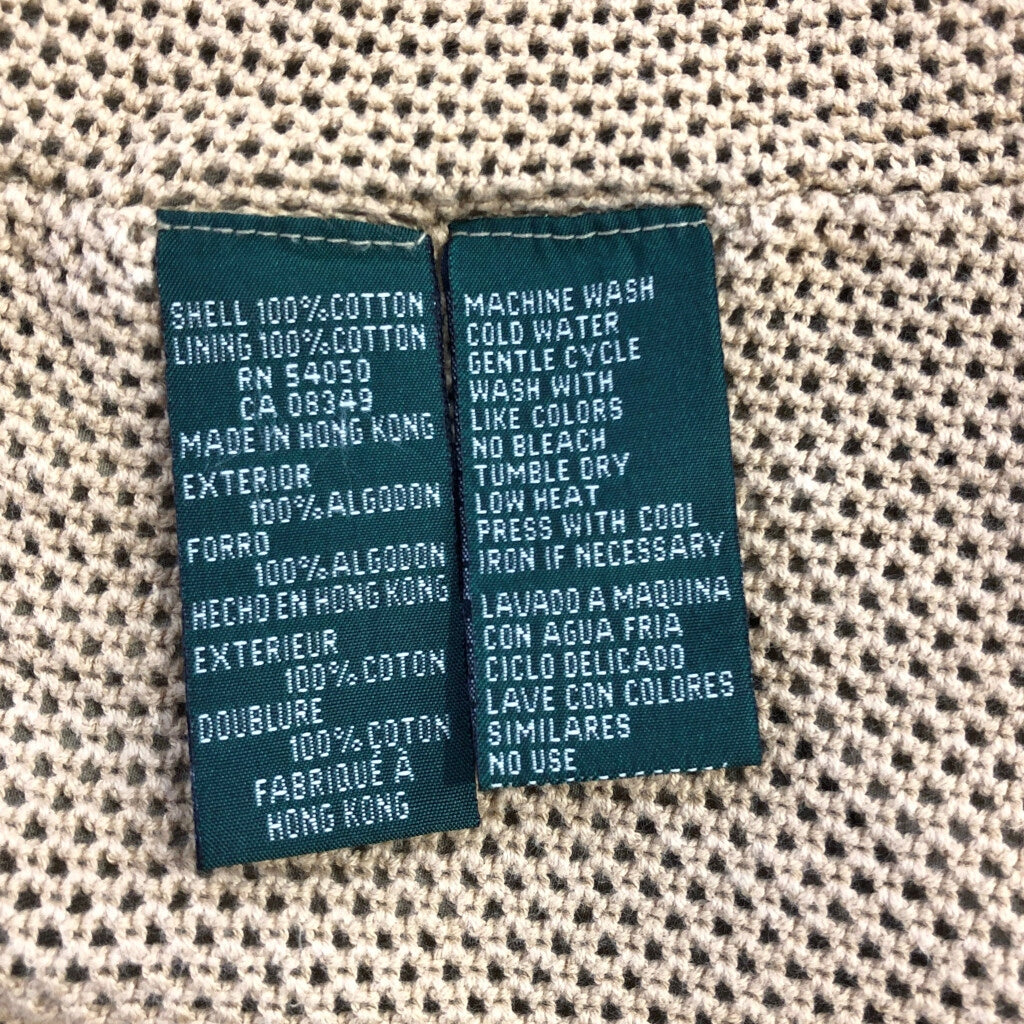 SHELL 100% COTTON
LINING 100% COTTON
RN 54050
CA 08349
MADE IN HONG KONG
EXTERIOR
100% ALGODON
FORRO
100% ALGODON
HECHO EN HONG KONG
EXTERIEUR
100% COTON
DOUBLURE
100% COTON
FABRIQUÉ À
HONG KONG
MACHINE WASH
COLD WATER
GENTLE CYCLE
WASH WITH
LIKE COLORS
NO BLEACH
TUMBLE DRY
LOW HEAT
PRESS WITH COOL
IRON IF NECESSARY
LAVADO A MAQUINA
CON AGUA FRIA
CICLO DELICADO
LAVE CON COLORES
SIMILARES
NO USE